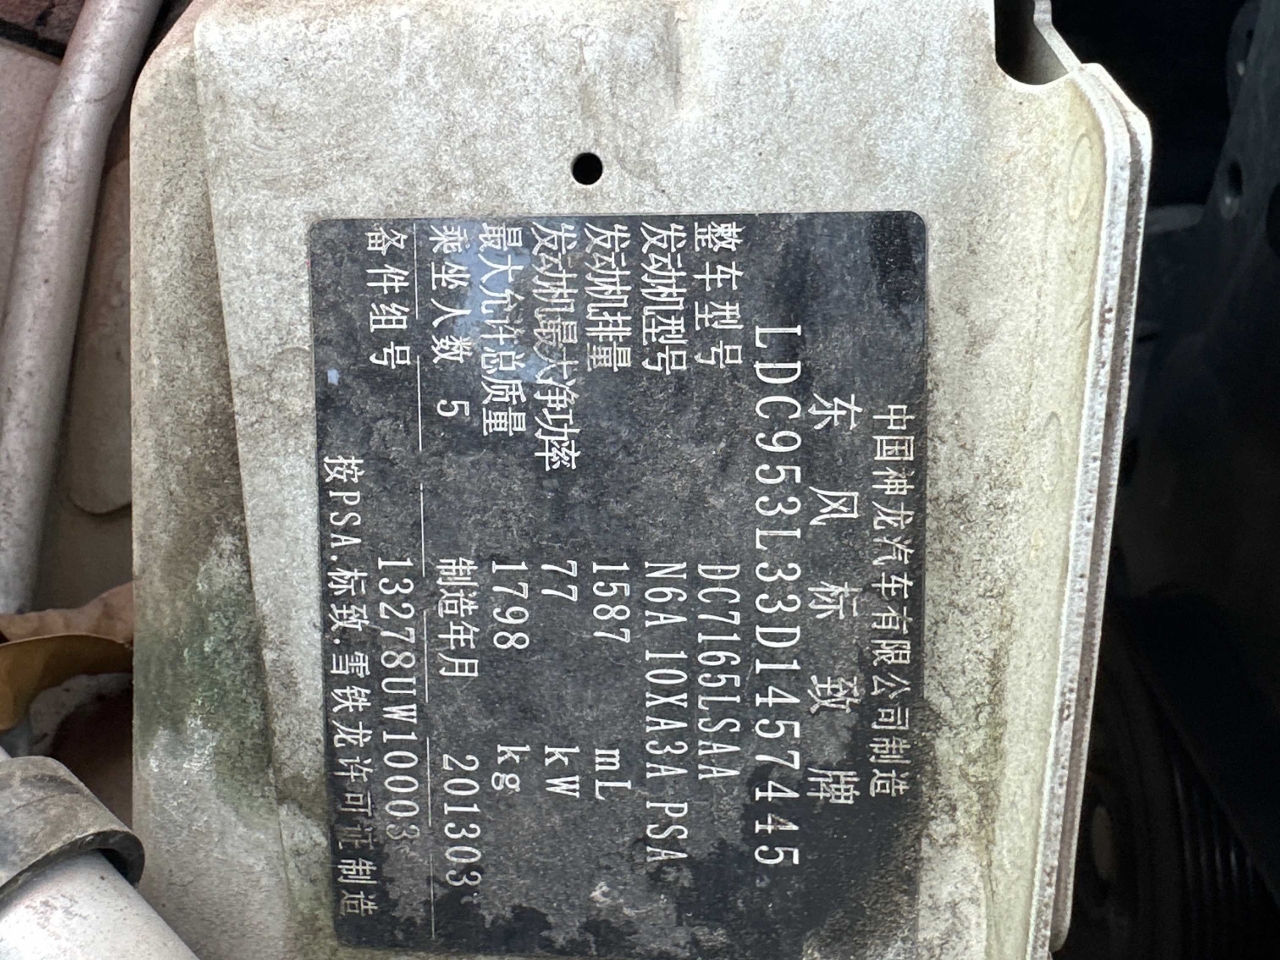 中国神龙汽车有限公司制造
东风标致牌
LDC953L33D1457445
整车型号 DC7165LSAA
发动机型号 N6A 10XA3A PSA
发动机排量 1587 mL
发动机最大净功率 77 kW
最大允许总质量 1798 kg
乘坐人数 5 制造年月 201303
备件组号 13278UW10003
按PSA.标致.雪铁龙许可证制造